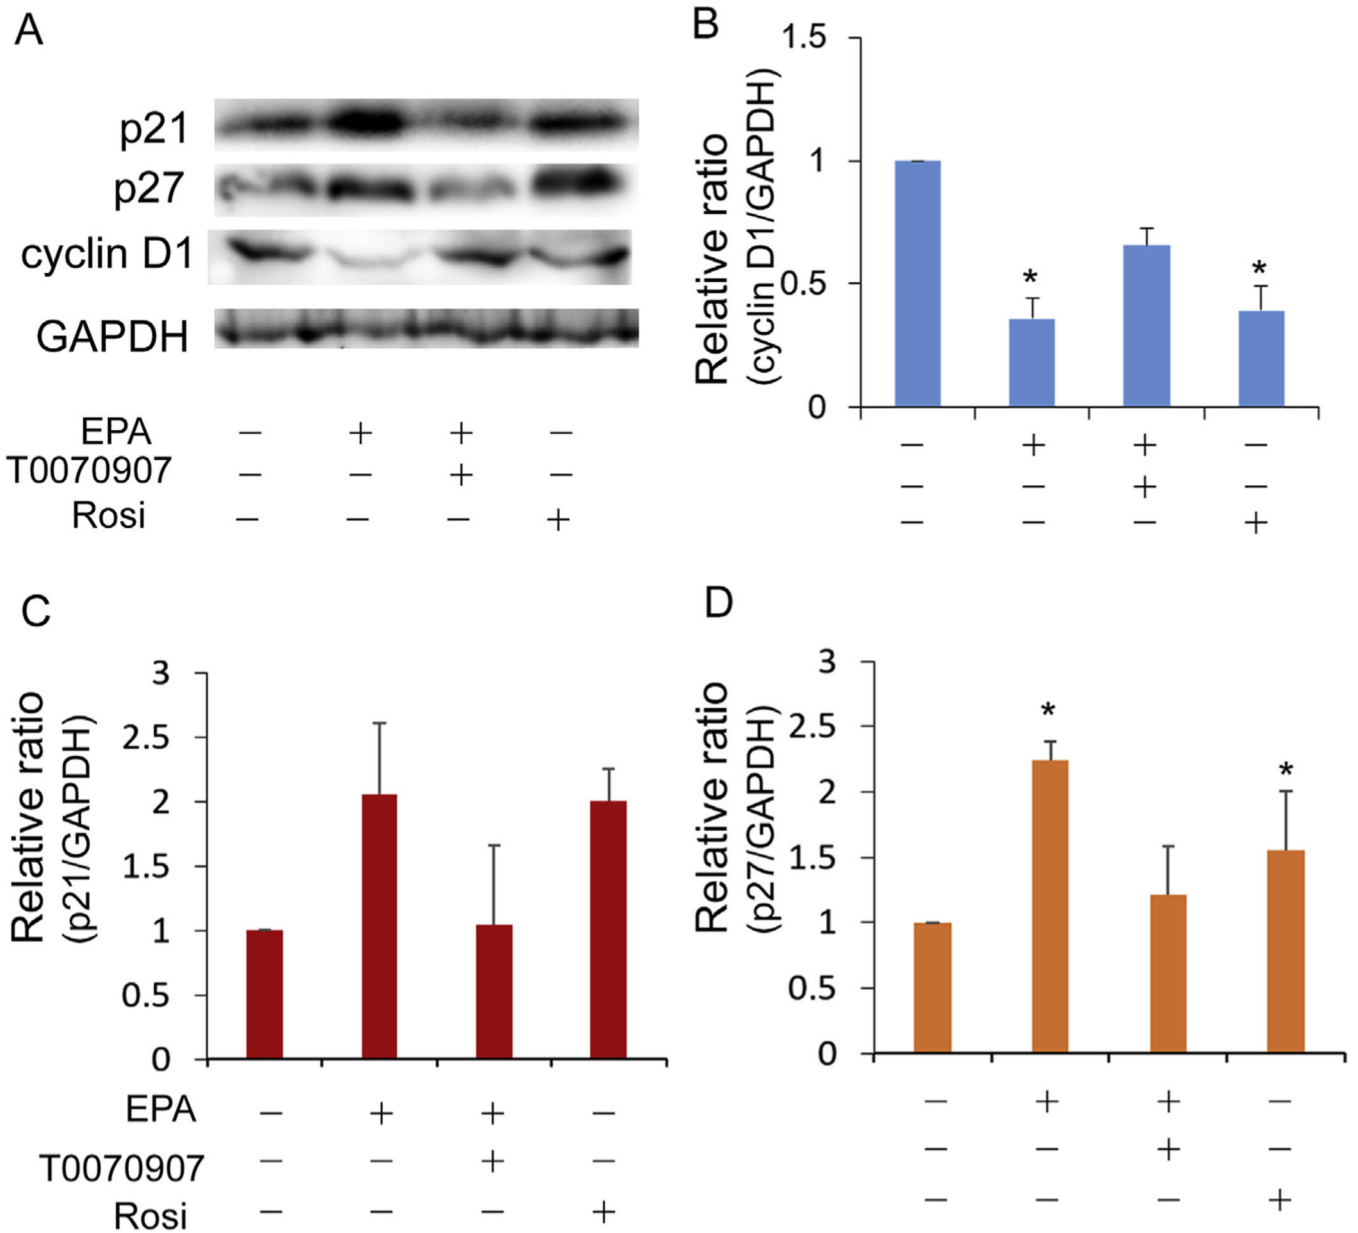 A
p21
p27
cyclin D1
GAPDH
EPA − + + −
T0070907 − − + −
Rosi − − − +
B
Relative ratio
(cyclin D1/GAPDH)
1.5
1
0.5
0
* *
− + + −
− − + −
− − − +
C
Relative ratio
(p21/GAPDH)
3
2.5
2
1.5
1
0.5
0
EPA − + + −
T0070907 − − + −
Rosi − − − +
D
Relative ratio
(p27/GAPDH)
3
2.5
2
1.5
1
0.5
0
* *
− + + −
− − + −
− − − +